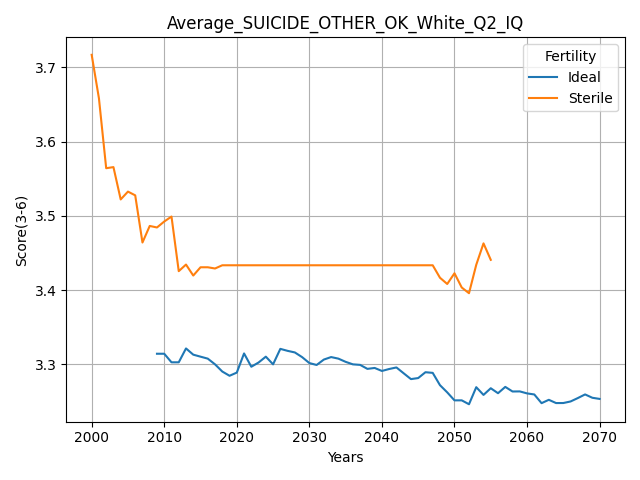 Average_SUICIDE_OTHER_OK_White_Q2_IQ
Fertility
Ideal
Sterile
Score(3-6)
3.7
3.6
3.5
3.4
3.3
2000 2010 2020 2030 2040 2050 2060 2070
Years